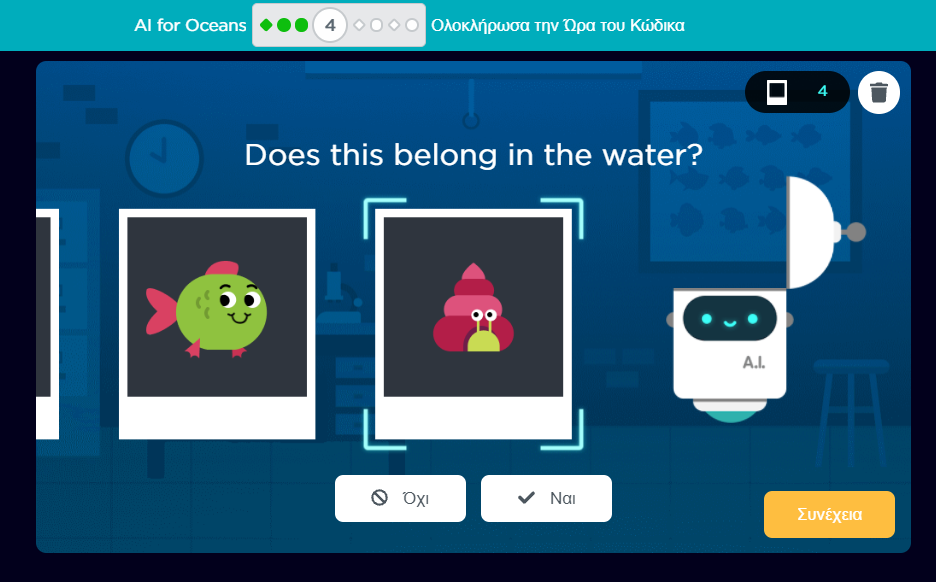 AI for Oceans 4 Ολοκλήρωσα την Ώρα του Κώδικα
4
Does this belong in the water?
A.I.
Όχι Ναι
Συνέχεια